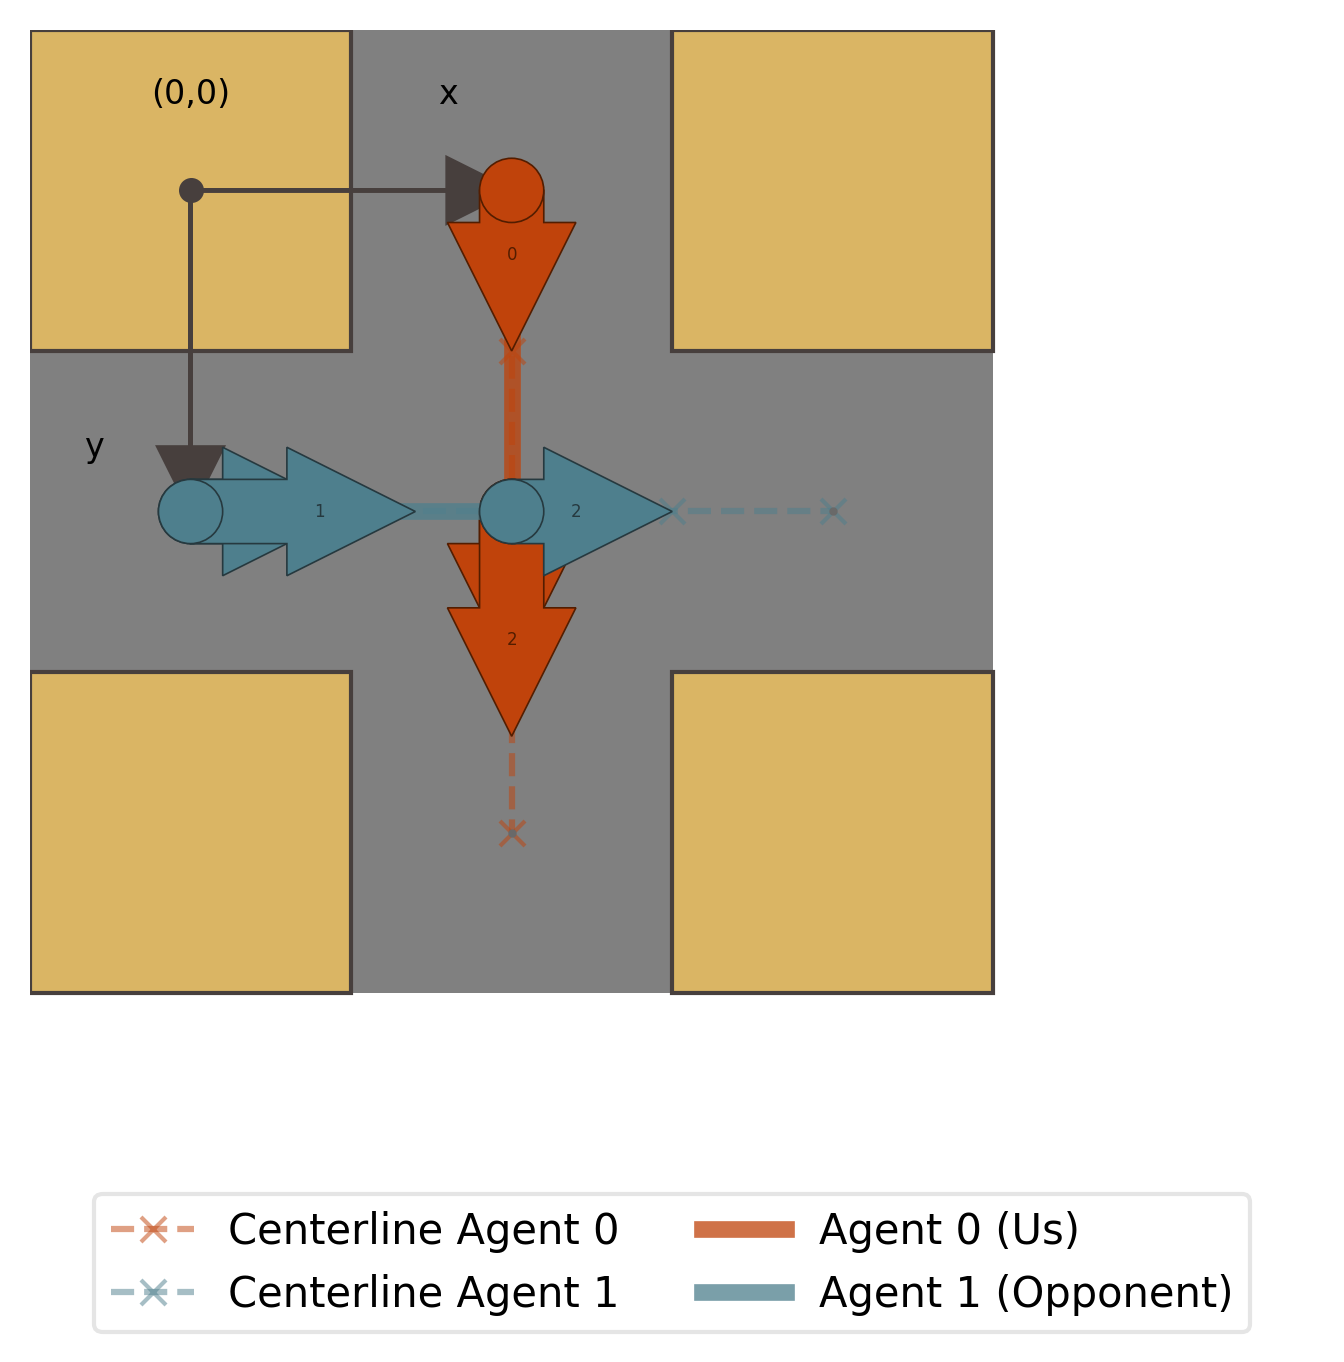 (0,0)
x
0
y
1
2
2
Centerline Agent 0
Centerline Agent 1
Agent 0 (Us)
Agent 1 (Opponent)